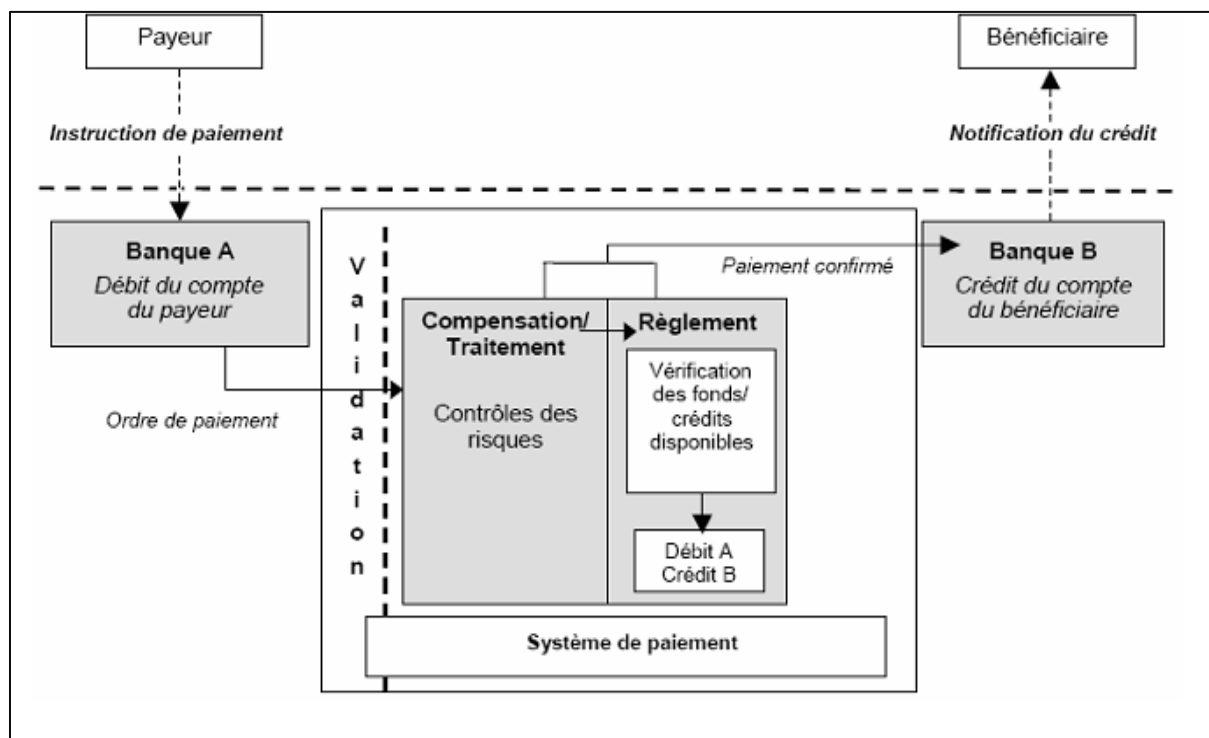 Payeur
Bénéficiaire
Instruction de paiement
Notification du crédit
Banque A
Débit du compte
du payeur
Validation
Paiement confirmé
Banque B
Crédit du compte
du bénéficiaire
Ordre de paiement
Compensation/
Traitement
Contrôles des
risques
Règlement
Vérification
des fonds/
crédits
disponibles
Débit A
Crédit B
Système de paiement